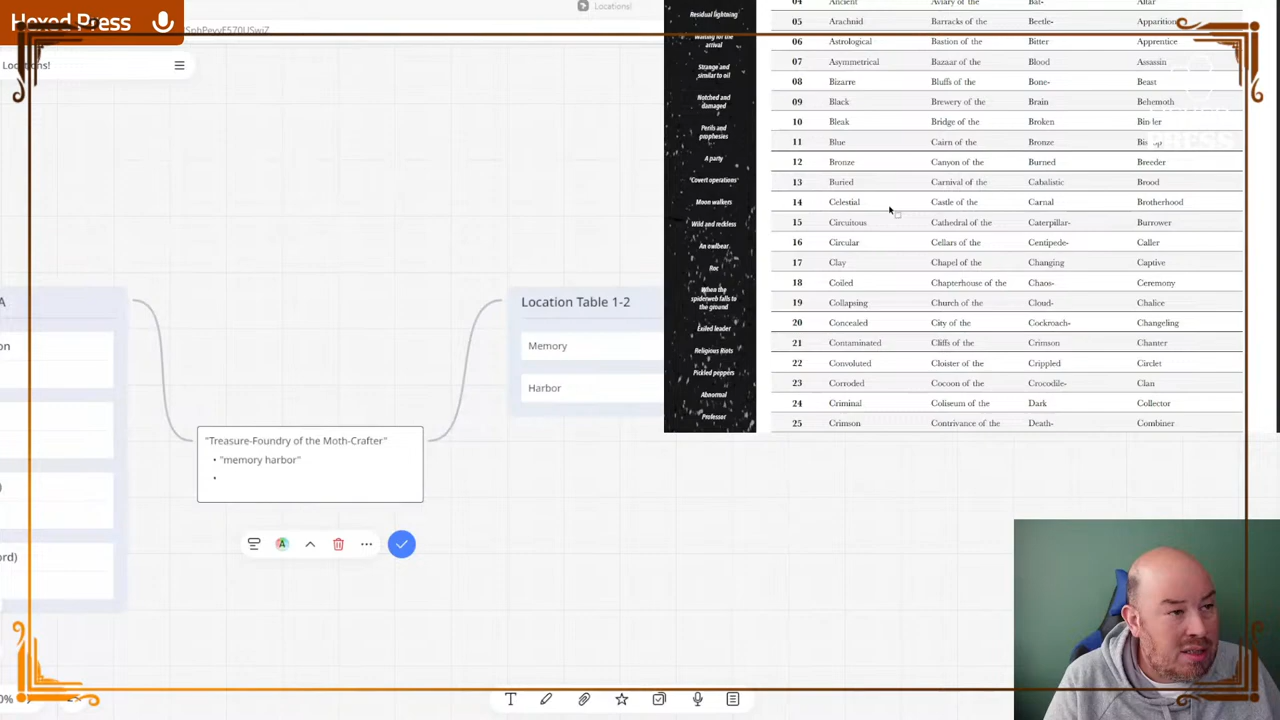 Hexed Press
Locations!
Locations!
A
"Treasure-Foundry of the Moth-Crafter"
• "memory harbor"
•
Location Table 1-2
Memory
Harbor
Residual lightning
Waiting for the
arrival
Strange and
similar to oil
Notched and
damaged
Perils and
prophesies
A party
"Covert operations"
Moon walkers
Wild and reckless
An owlbear
Roc
When the
spiderweb falls to
the ground
Exiled leader
Religious Riots
Pickled peppers
Abnormal
Professor
04 Ancient Aviary of the Bat- Altar
05 Arachnid Barracks of the Beetle- Apparition
06 Astrological Bastion of the Bitter Apprentice
07 Asymmetrical Bazaar of the Blood Assassin
08 Bizarre Bluffs of the Bone- Beast
09 Black Brewery of the Brain Behemoth
10 Bleak Bridge of the Broken Binder
11 Blue Cairn of the Bronze Bishop
12 Bronze Canyon of the Burned Breeder
13 Buried Carnival of the Cabalistic Brood
14 Celestial Castle of the Carnal Brotherhood
15 Circuitous Cathedral of the Caterpillar- Burrower
16 Circular Cellars of the Centipede- Caller
17 Clay Chapel of the Changing Captive
18 Coiled Chapterhouse of the Chaos- Ceremony
19 Collapsing Church of the Cloud- Chalice
20 Concealed City of the Cockroach- Changeling
21 Contaminated Cliffs of the Crimson Chanter
22 Convoluted Cloister of the Crippled Circlet
23 Corroded Cocoon of the Crocodile- Clan
24 Criminal Coliseum of the Dark Collector
25 Crimson Contrivance of the Death- Combiner
PRESS